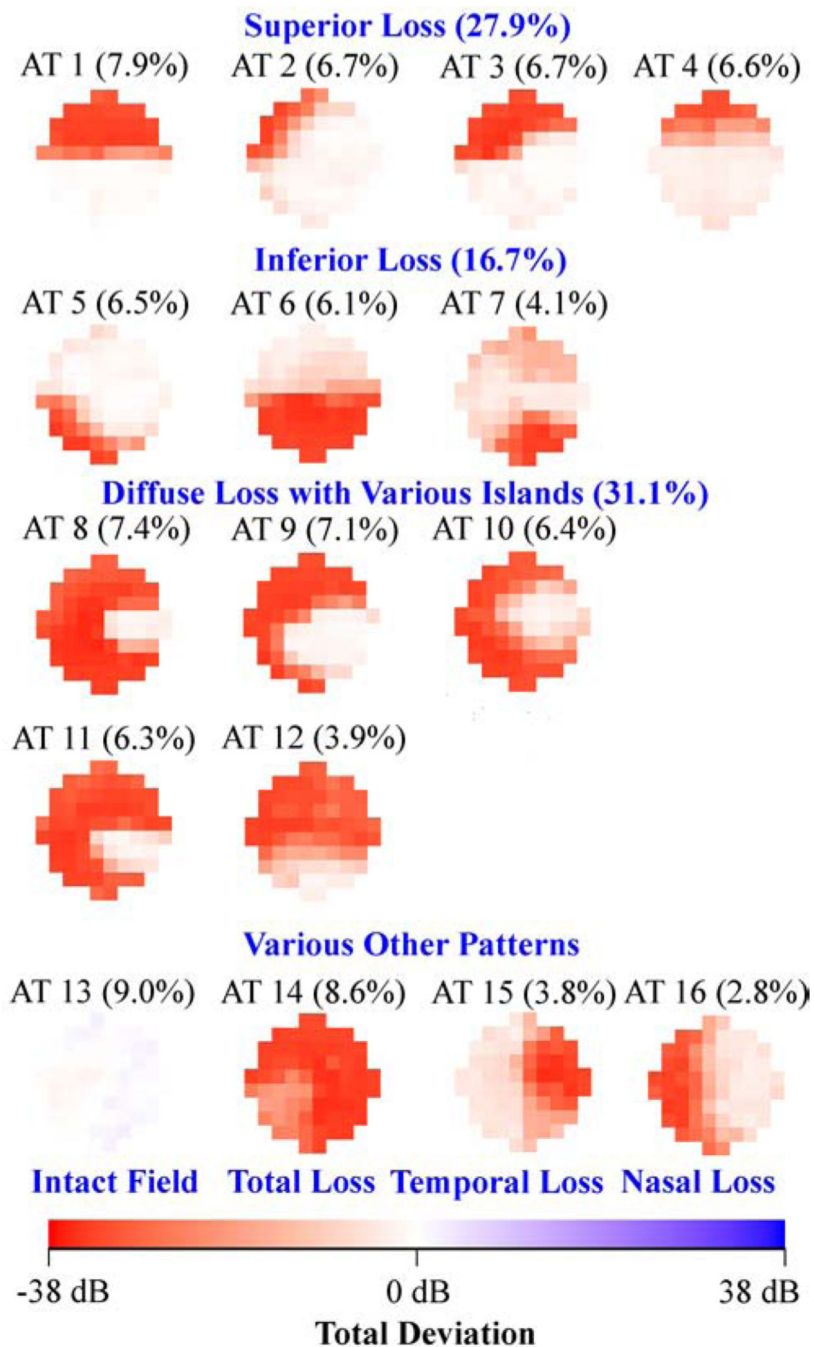 Superior Loss (27.9%)
AT 1 (7.9%) AT 2 (6.7%) AT 3 (6.7%) AT 4 (6.6%)
Inferior Loss (16.7%)
AT 5 (6.5%) AT 6 (6.1%) AT 7 (4.1%)
Diffuse Loss with Various Islands (31.1%)
AT 8 (7.4%) AT 9 (7.1%) AT 10 (6.4%)
AT 11 (6.3%) AT 12 (3.9%)
Various Other Patterns
AT 13 (9.0%) AT 14 (8.6%) AT 15 (3.8%) AT 16 (2.8%)
Intact Field Total Loss Temporal Loss Nasal Loss
-38 dB 0 dB 38 dB
Total Deviation